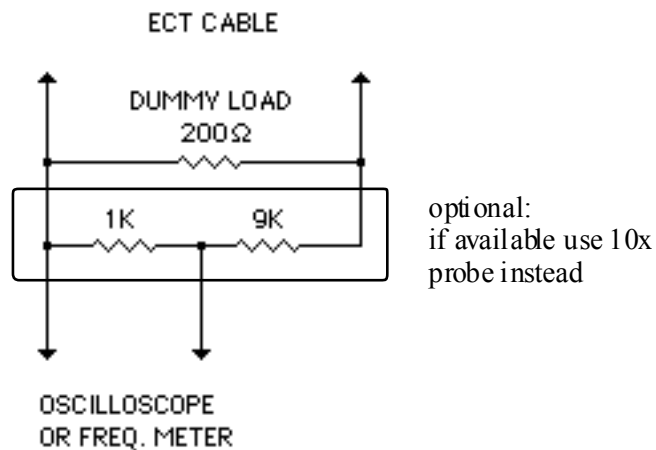 ECT CABLE
DUMMY LOAD
200Ω
1K
9K
optional:
if available use 10x
probe instead
OSCILLOSCOPE
OR FREQ. METER